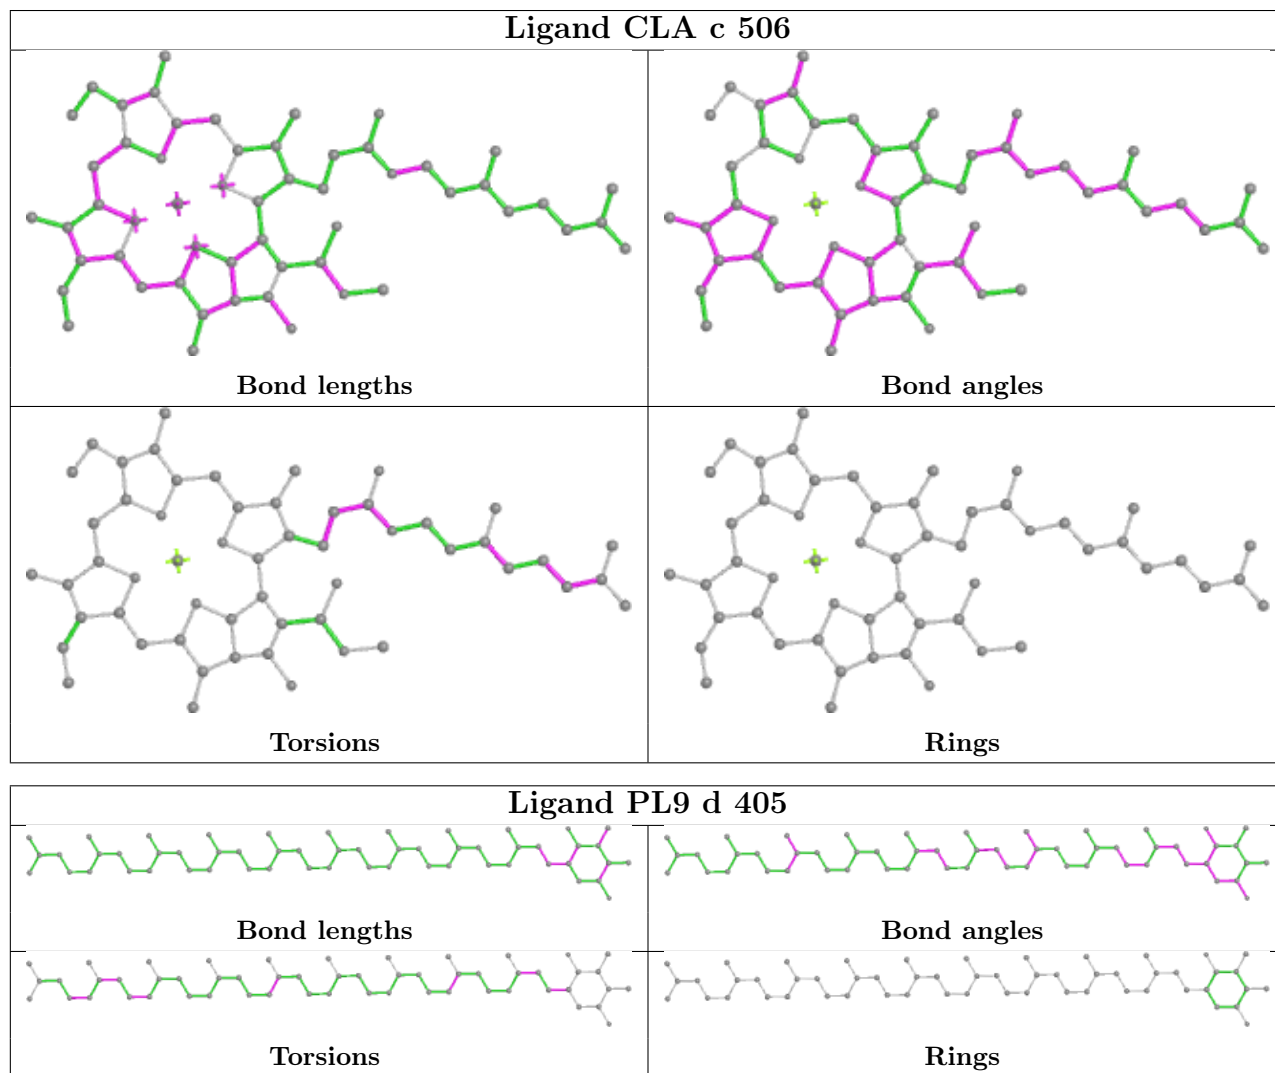 Ligand CLA c 506
Bond lengths
Bond angles
Torsions
Rings
Ligand PL9 d 405
Bond lengths
Bond angles
Torsions
Rings